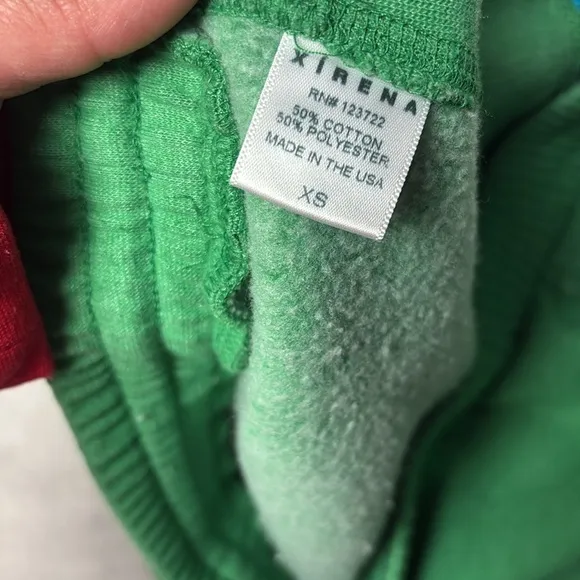 XÍRENA
RN# 123722
50% COTTON
50% POLYESTER
MADE IN THE USA
XS